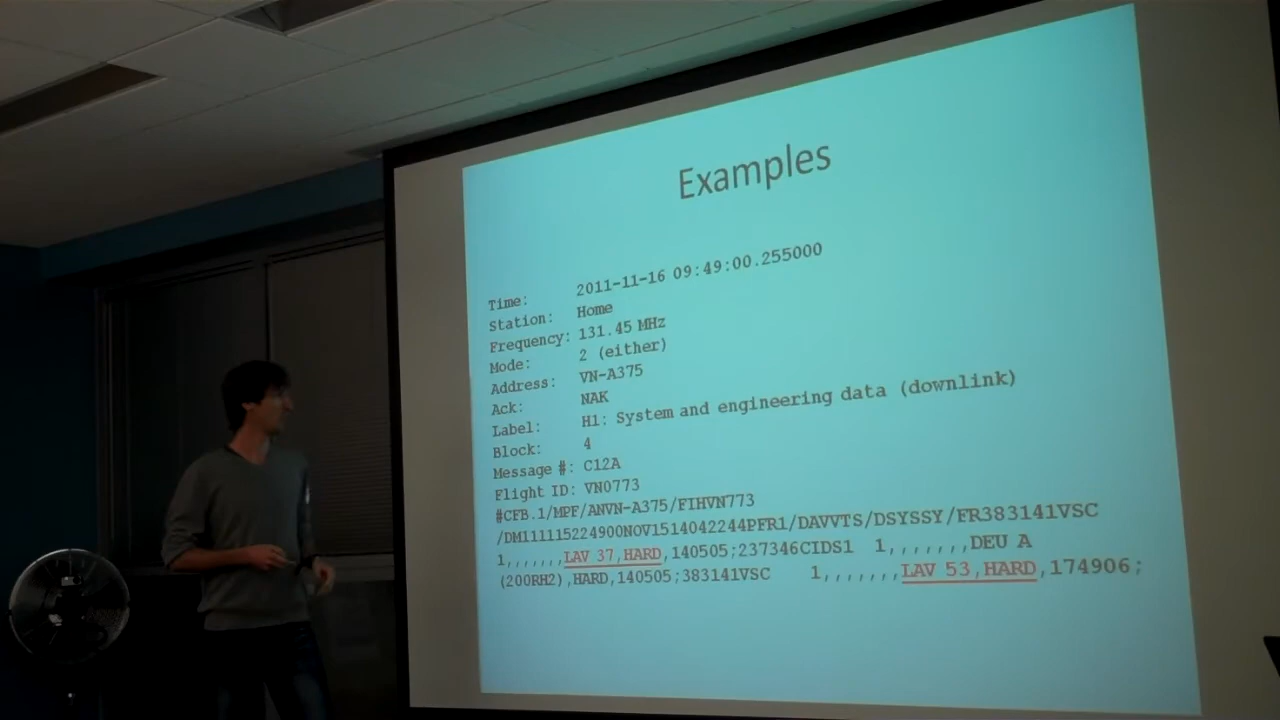 Examples
Time: 2011-11-16 09:49:00.255000
Station: Home
Frequency: 131.45 MHz
Mode: 2 (either)
Address: VN-A375
Ack: NAK
Label: H1: System and engineering data (downlink)
Block: 4
Message #: C12A
Flight ID: VN0773
#CFB.1/MPF/ANVN-A375/FIHVN773
/DM111115224900NOV1514042244PFR1/DAVVTS/DSYSSY/FR383141VSC
1,,,,,,,LAV 37,HARD,140505;237346CIDS1 1,,,,,,,DEU A
(200RH2),HARD,140505;383141VSC 1,,,,,,,LAV 53,HARD,174906;